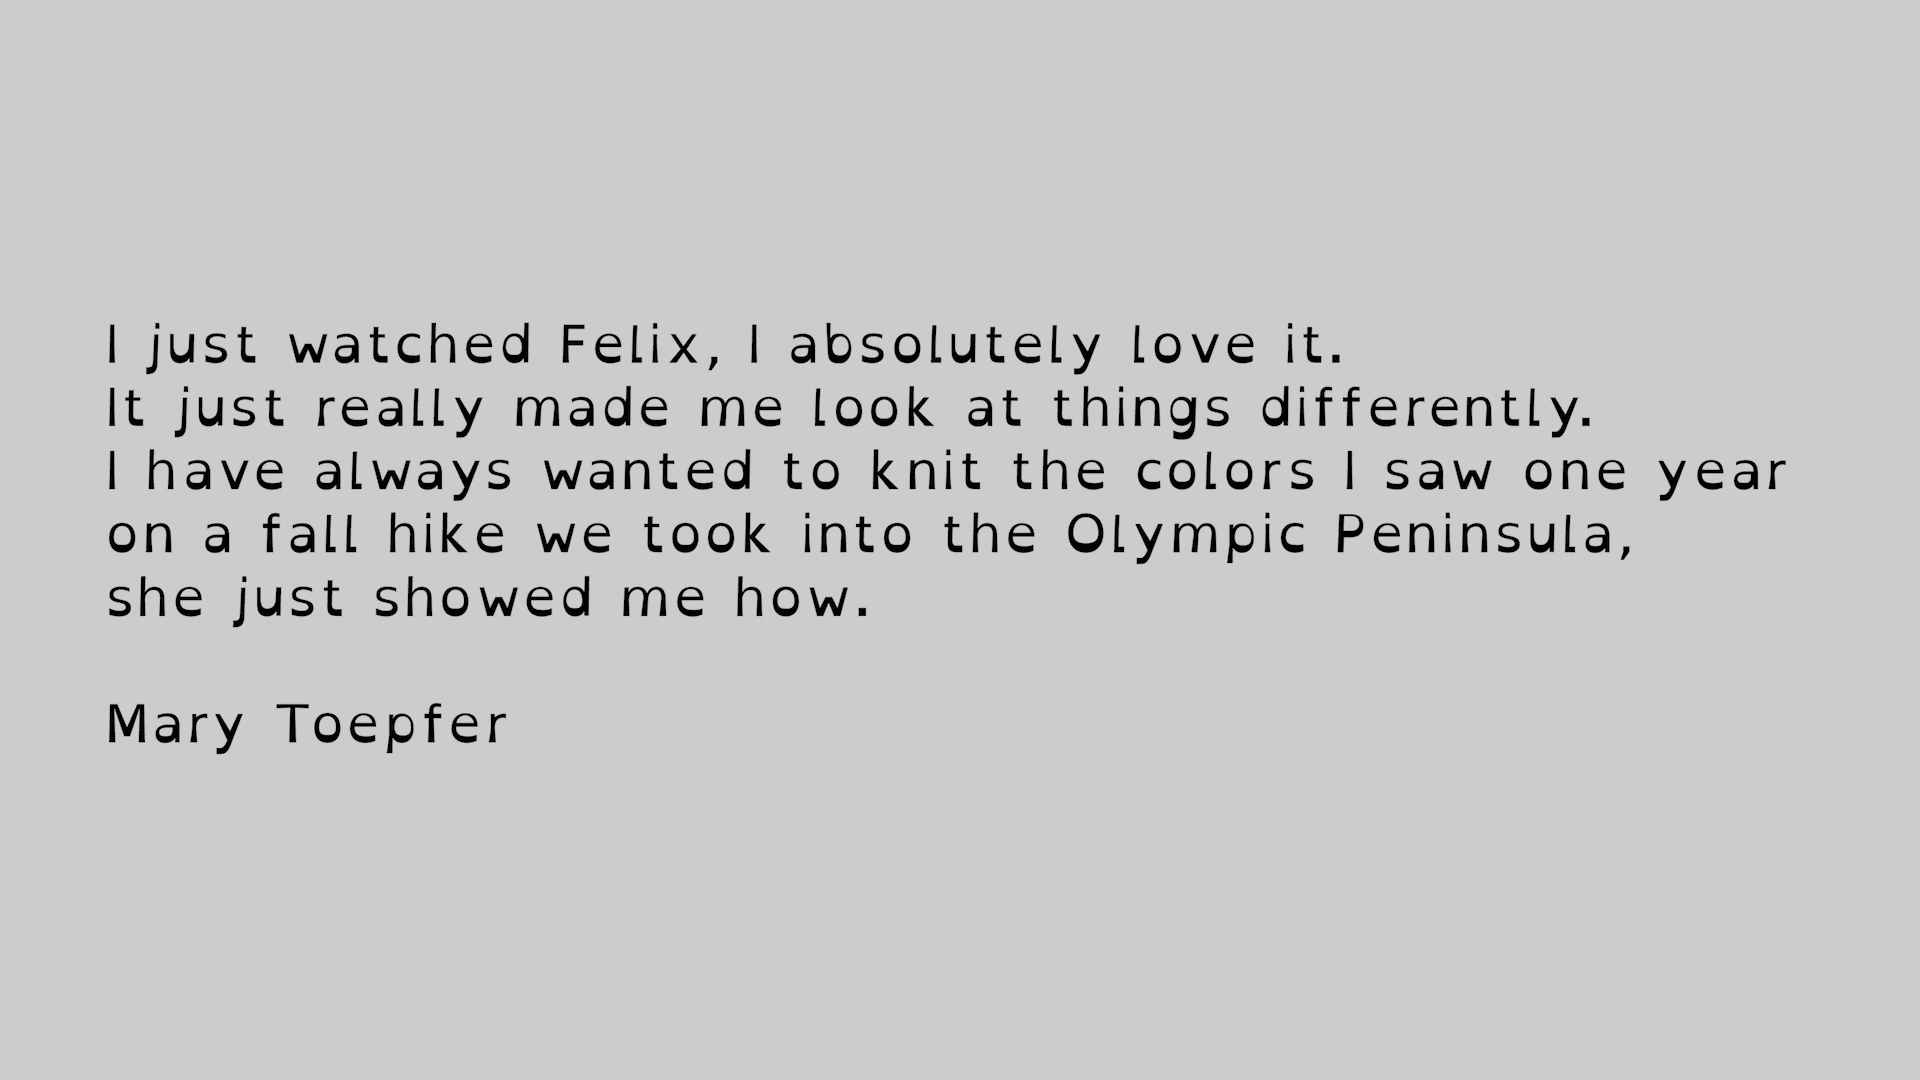 I just watched Felix, I absolutely love it.
It just really made me look at things differently.
I have always wanted to knit the colors I saw one year
on a fall hike we took into the Olympic Peninsula,
she just showed me how.
Mary Toepfer